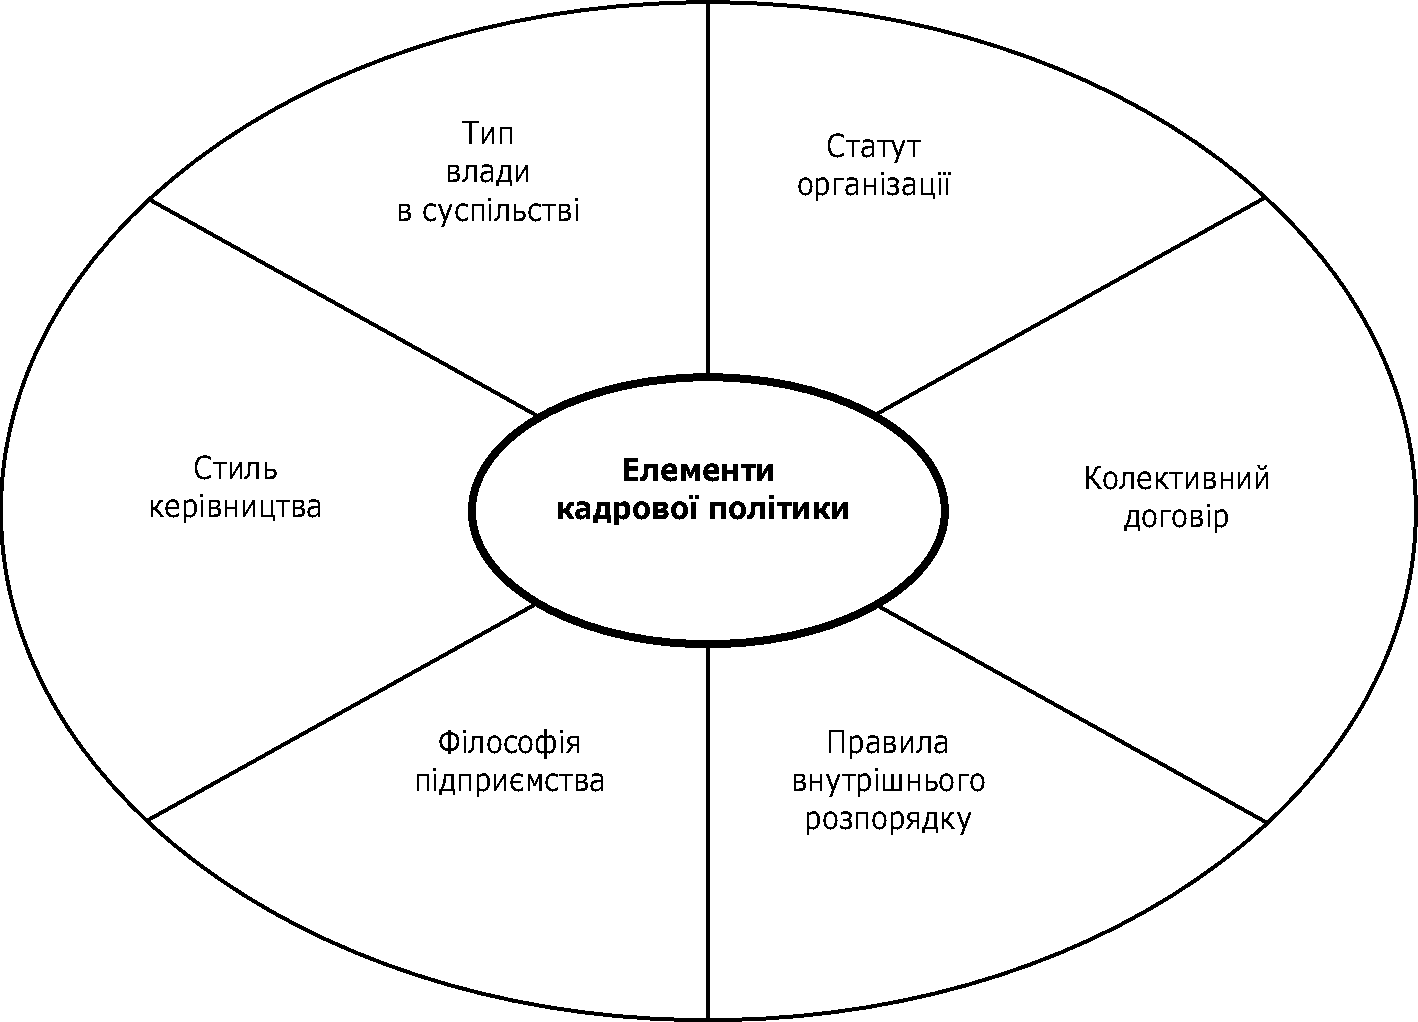 Тип
влади
в суспільстві
Статут
організації
Стиль
керівництва
Елементи
кадрової політики
Колективний
договір
Філософія
підприємства
Правила
внутрішнього
розпорядку